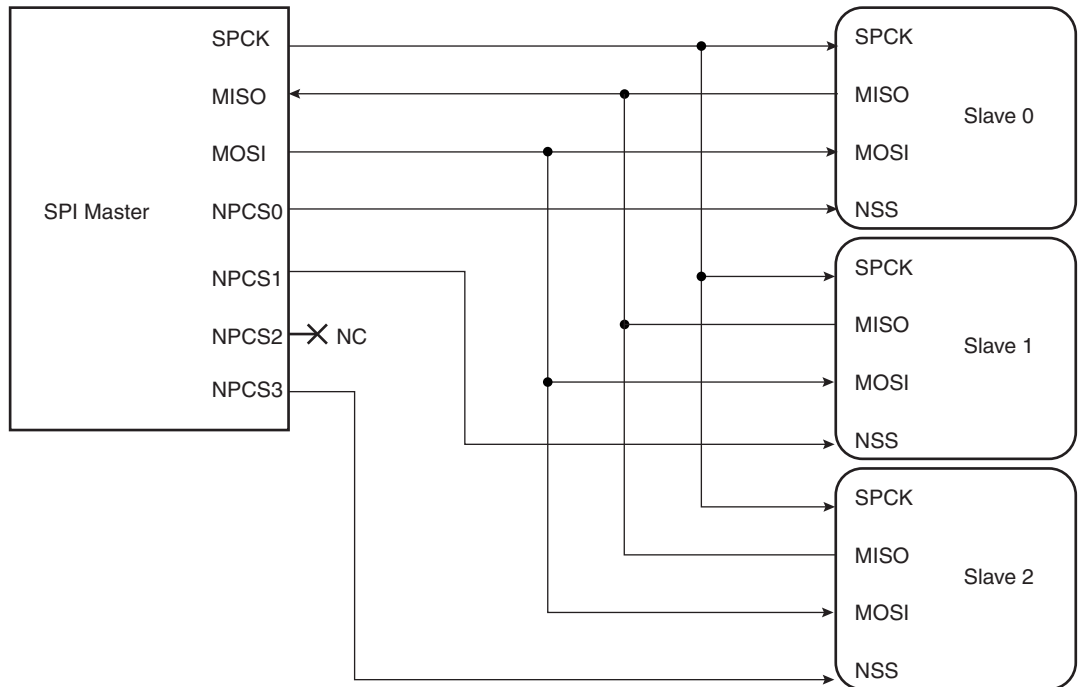 SPI Master
SPCK
MISO
MOSI
NPCS0
NPCS1
NPCS2
NC
NPCS3
SPCK
MISO
Slave 0
MOSI
NSS
SPCK
MISO
Slave 1
MOSI
NSS
SPCK
MISO
Slave 2
MOSI
NSS